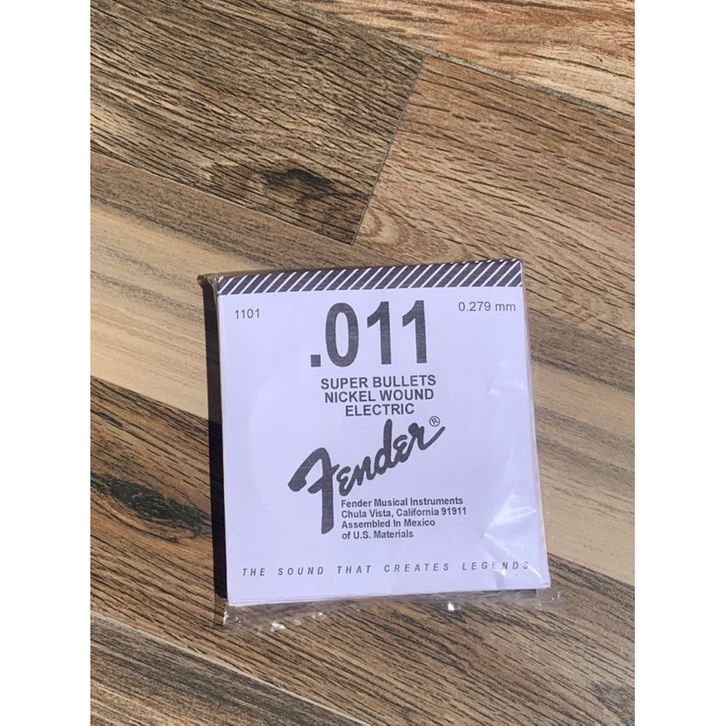 1101
.011
0.279 mm
SUPER BULLETS
NICKEL WOUND
ELECTRIC
Fender®
Fender Musical Instruments
Chula Vista, California 91911
Assembled In Mexico
of U.S. Materials
THE SOUND THAT CREATES LEGENDS